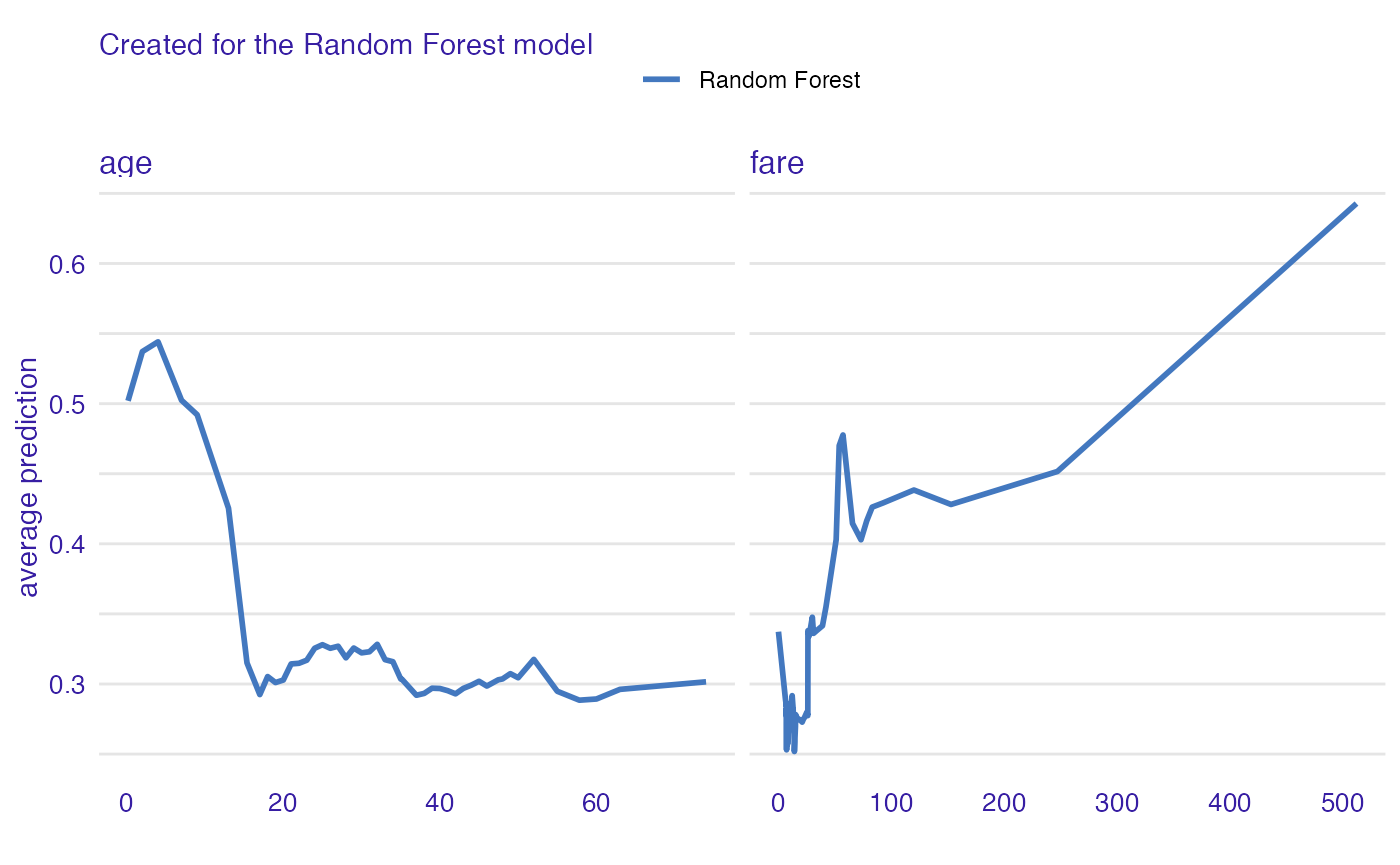 Created for the Random Forest model
Random Forest
age
fare
average prediction
0.6
0.5
0.4
0.3
0 20 40 60
0 100 200 300 400 500